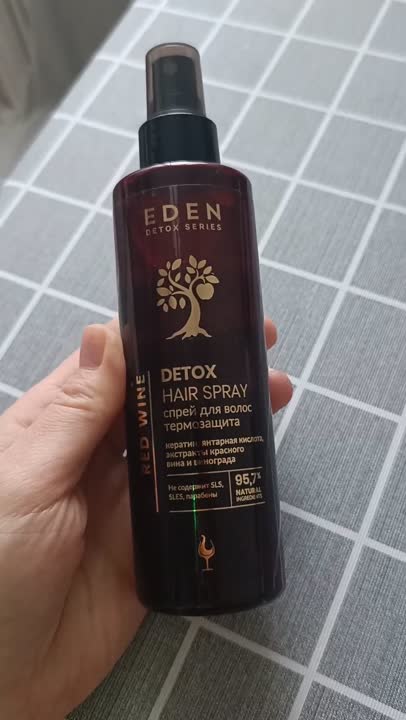 EDEN
DETOX SERIES
RED WINE
DETOX
HAIR SPRAY
спрей для волос
термозащита
кератин, янтарная кислота,
экстракты красного
вина и винограда
Не содержит SLS,
SLES, парабены
95,7%
NATURAL
INGREDIENTS